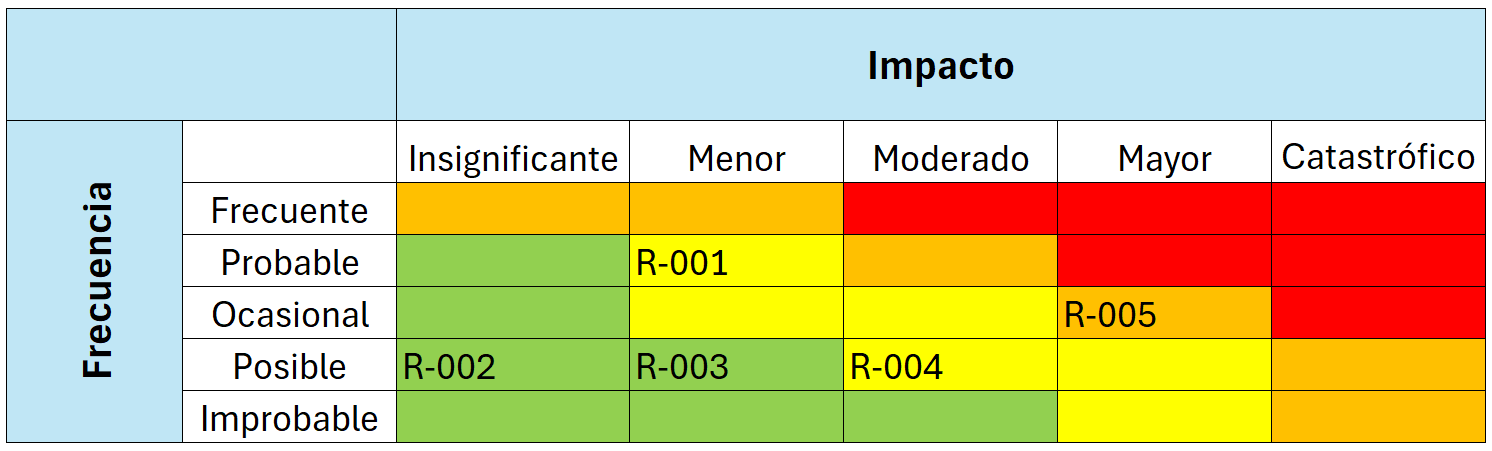 Impacto
Frecuencia
Insignificante Menor Moderado Mayor Catastrófico
Frecuente
Probable R-001
Ocasional R-005
Posible R-002 R-003 R-004
Improbable